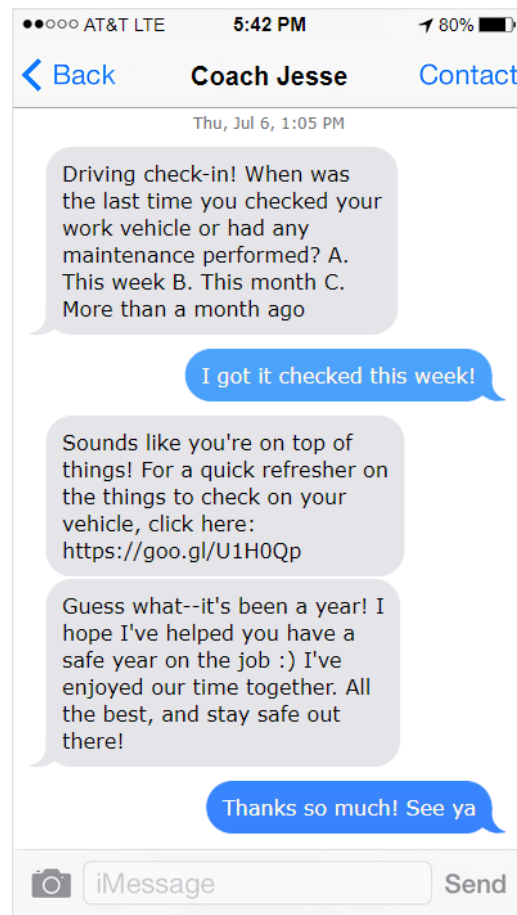 AT&T LTE 5:42 PM 80%
Back Coach Jesse Contact
Thu, Jul 6, 1:05 PM
Driving check-in! When was
the last time you checked your
work vehicle or had any
maintenance performed? A.
This week B. This month C.
More than a month ago
I got it checked this week!
Sounds like you're on top of
things! For a quick refresher on
the things to check on your
vehicle, click here:
https://goo.gl/U1H0Qp
Guess what--it's been a year! I
hope I've helped you have a
safe year on the job :) I've
enjoyed our time together. All
the best, and stay safe out
there!
Thanks so much! See ya
iMessage Send